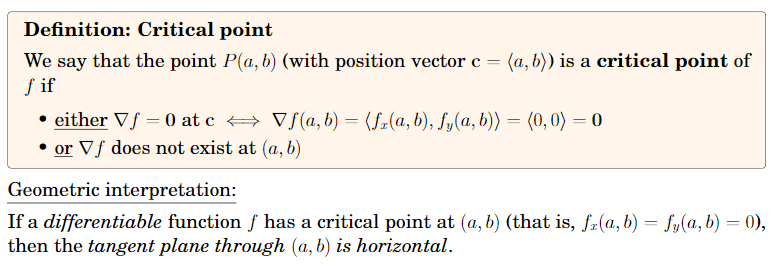 Definition: Critical point
We say that the point P(a, b) (with position vector c = ⟨a, b⟩) is a critical point of
f if
• either ∇f = 0 at c ⟺ ∇f(a, b) = ⟨fₓ(a, b), f_y(a, b)⟩ = ⟨0, 0⟩ = 0
• or ∇f does not exist at (a, b)
Geometric interpretation:
If a differentiable function f has a critical point at (a, b) (that is, fₓ(a, b) = f_y(a, b) = 0),
then the tangent plane through (a, b) is horizontal.